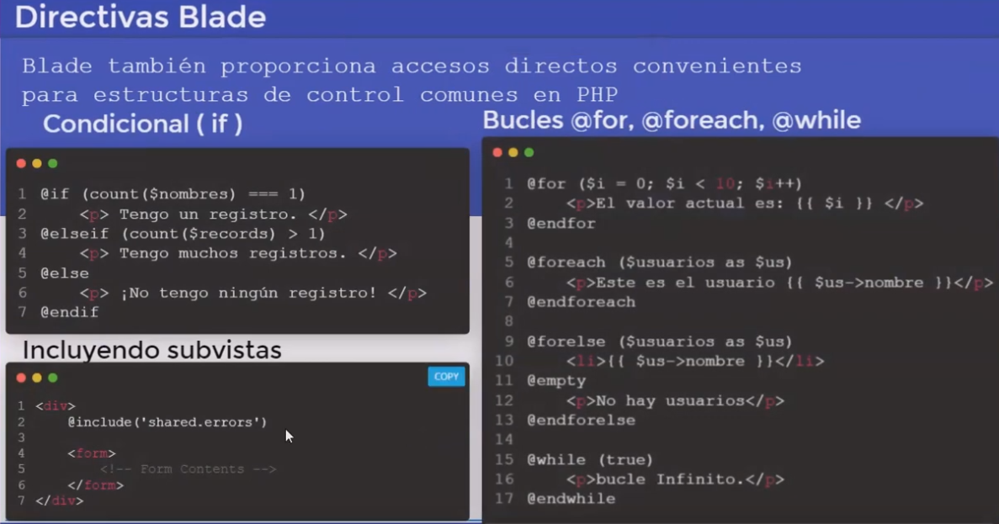 Directivas Blade
Blade también proporciona accesos directos convenientes
para estructuras de control comunes en PHP
Condicional ( if )
1 @if (count($nombres) === 1)
2     <p> Tengo un registro. </p>
3 @elseif (count($records) > 1)
4     <p> Tengo muchos registros. </p>
5 @else
6     <p> ¡No tengo ningún registro! </p>
7 @endif
Incluyendo subvistas
COPY
1 <div>
2     @include('shared.errors')
3
4     <form>
5         <!-- Form Contents -->
6     </form>
7 </div>
Bucles @for, @foreach, @while
1 @for ($i = 0; $i < 10; $i++)
2     <p>El valor actual es: {{ $i }} </p>
3 @endfor
4
5 @foreach ($usuarios as $us)
6     <p>Este es el usuario {{ $us->nombre }}</p>
7 @endforeach
8
9 @forelse ($usuarios as $us)
10     <li>{{ $us->nombre }}</li>
11 @empty
12     <p>No hay usuarios</p>
13 @endforelse
14
15 @while (true)
16     <p>bucle Infinito.</p>
17 @endwhile